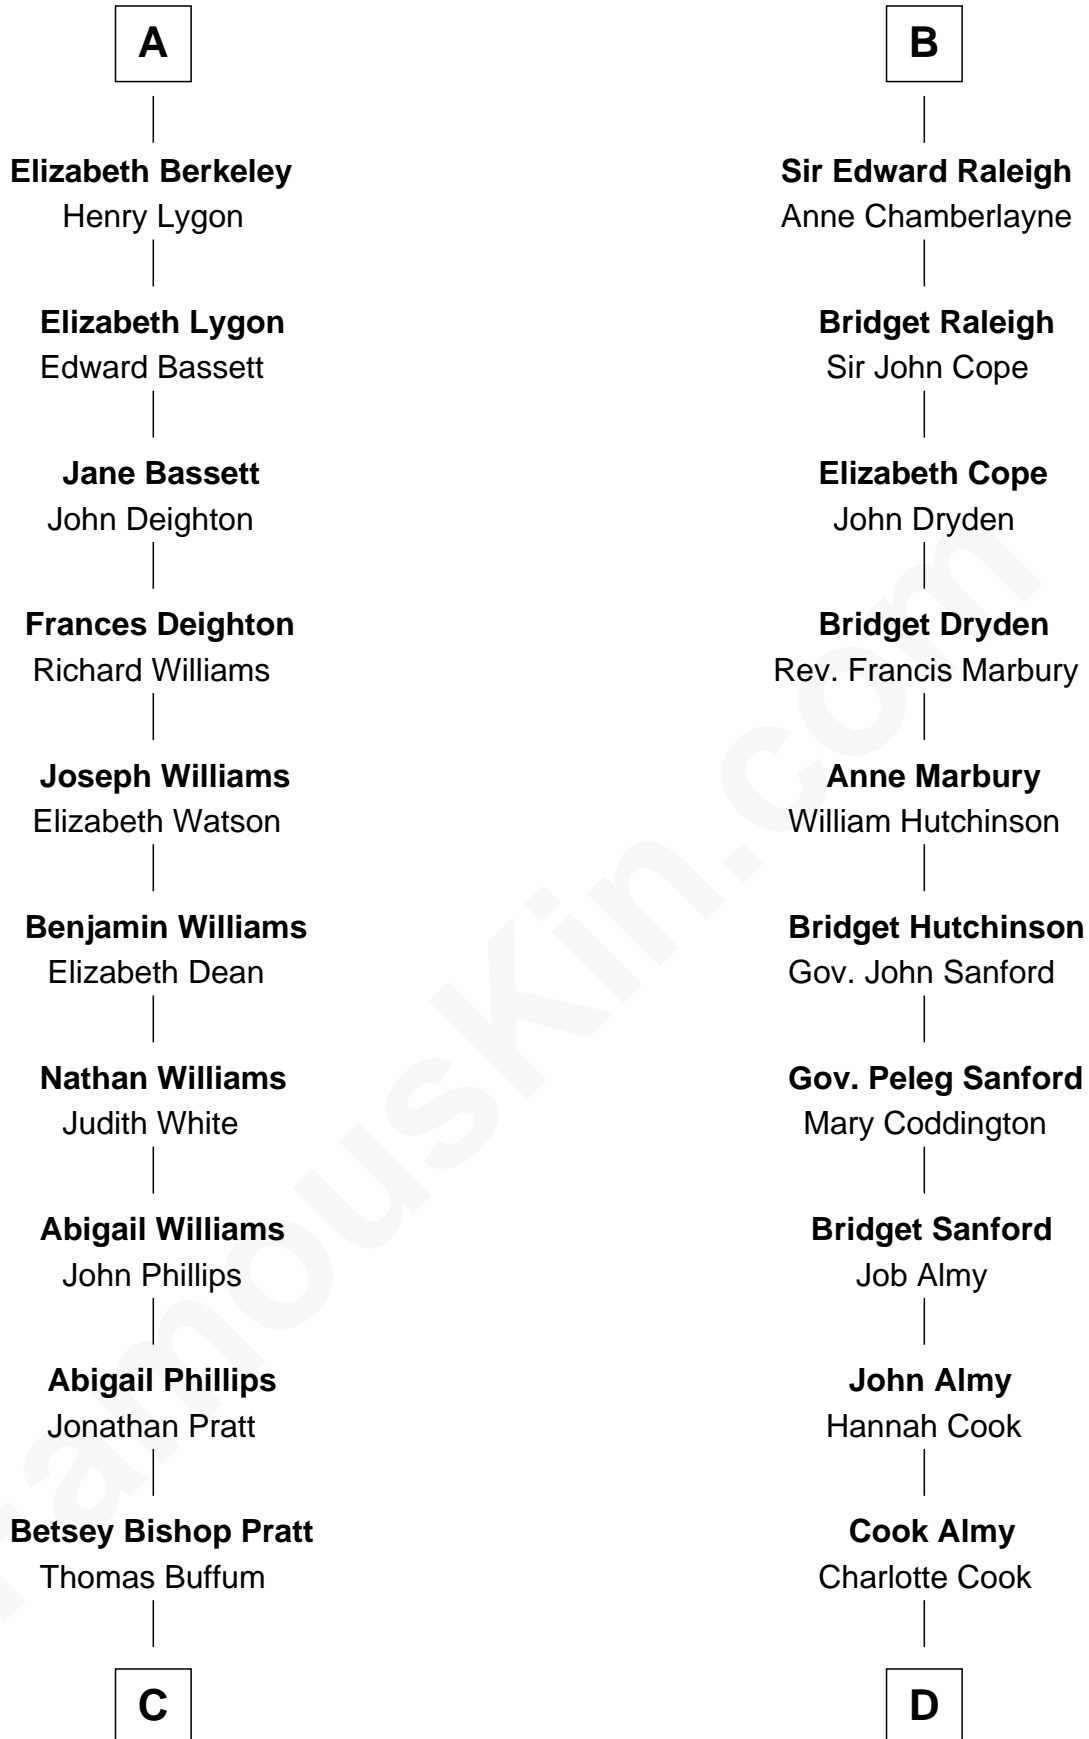 A
Elizabeth Berkeley
Henry Lygon
Elizabeth Lygon
Edward Bassett
Jane Bassett
John Deighton
Frances Deighton
Richard Williams
Joseph Williams
Elizabeth Watson
Benjamin Williams
Elizabeth Dean
Nathan Williams
Judith White
Abigail Williams
John Phillips
Abigail Phillips
Jonathan Pratt
Betsey Bishop Pratt
Thomas Buffum
C
B
Sir Edward Raleigh
Anne Chamberlayne
Bridget Raleigh
Sir John Cope
Elizabeth Cope
John Dryden
Bridget Dryden
Rev. Francis Marbury
Anne Marbury
William Hutchinson
Bridget Hutchinson
Gov. John Sanford
Gov. Peleg Sanford
Mary Coddington
Bridget Sanford
Job Almy
John Almy
Hannah Cook
Cook Almy
Charlotte Cook
D
FamousKin.com